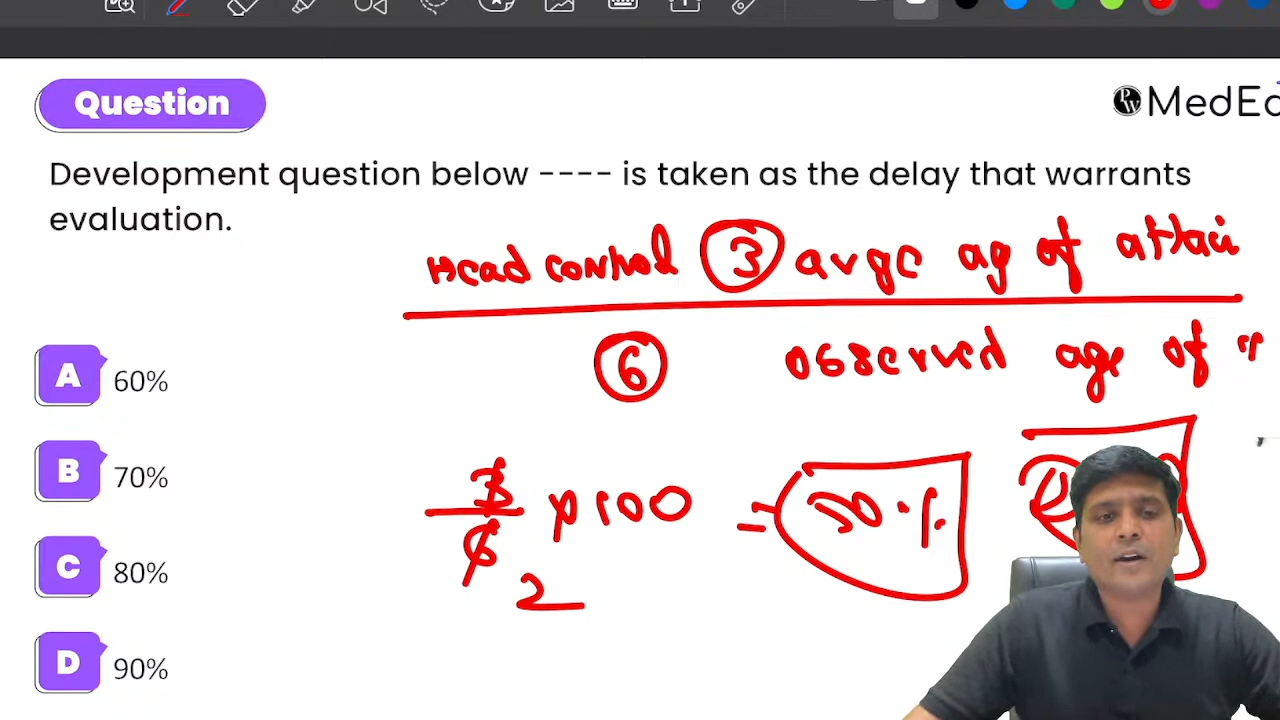 Question
MedEd
Development question below ---- is taken as the delay that warrants
evaluation.
Head control 3 avge ag of attain
6 observed age of
A 60%
B 70%
C 80%
D 90%
3
6 × 100 = 50 %
2